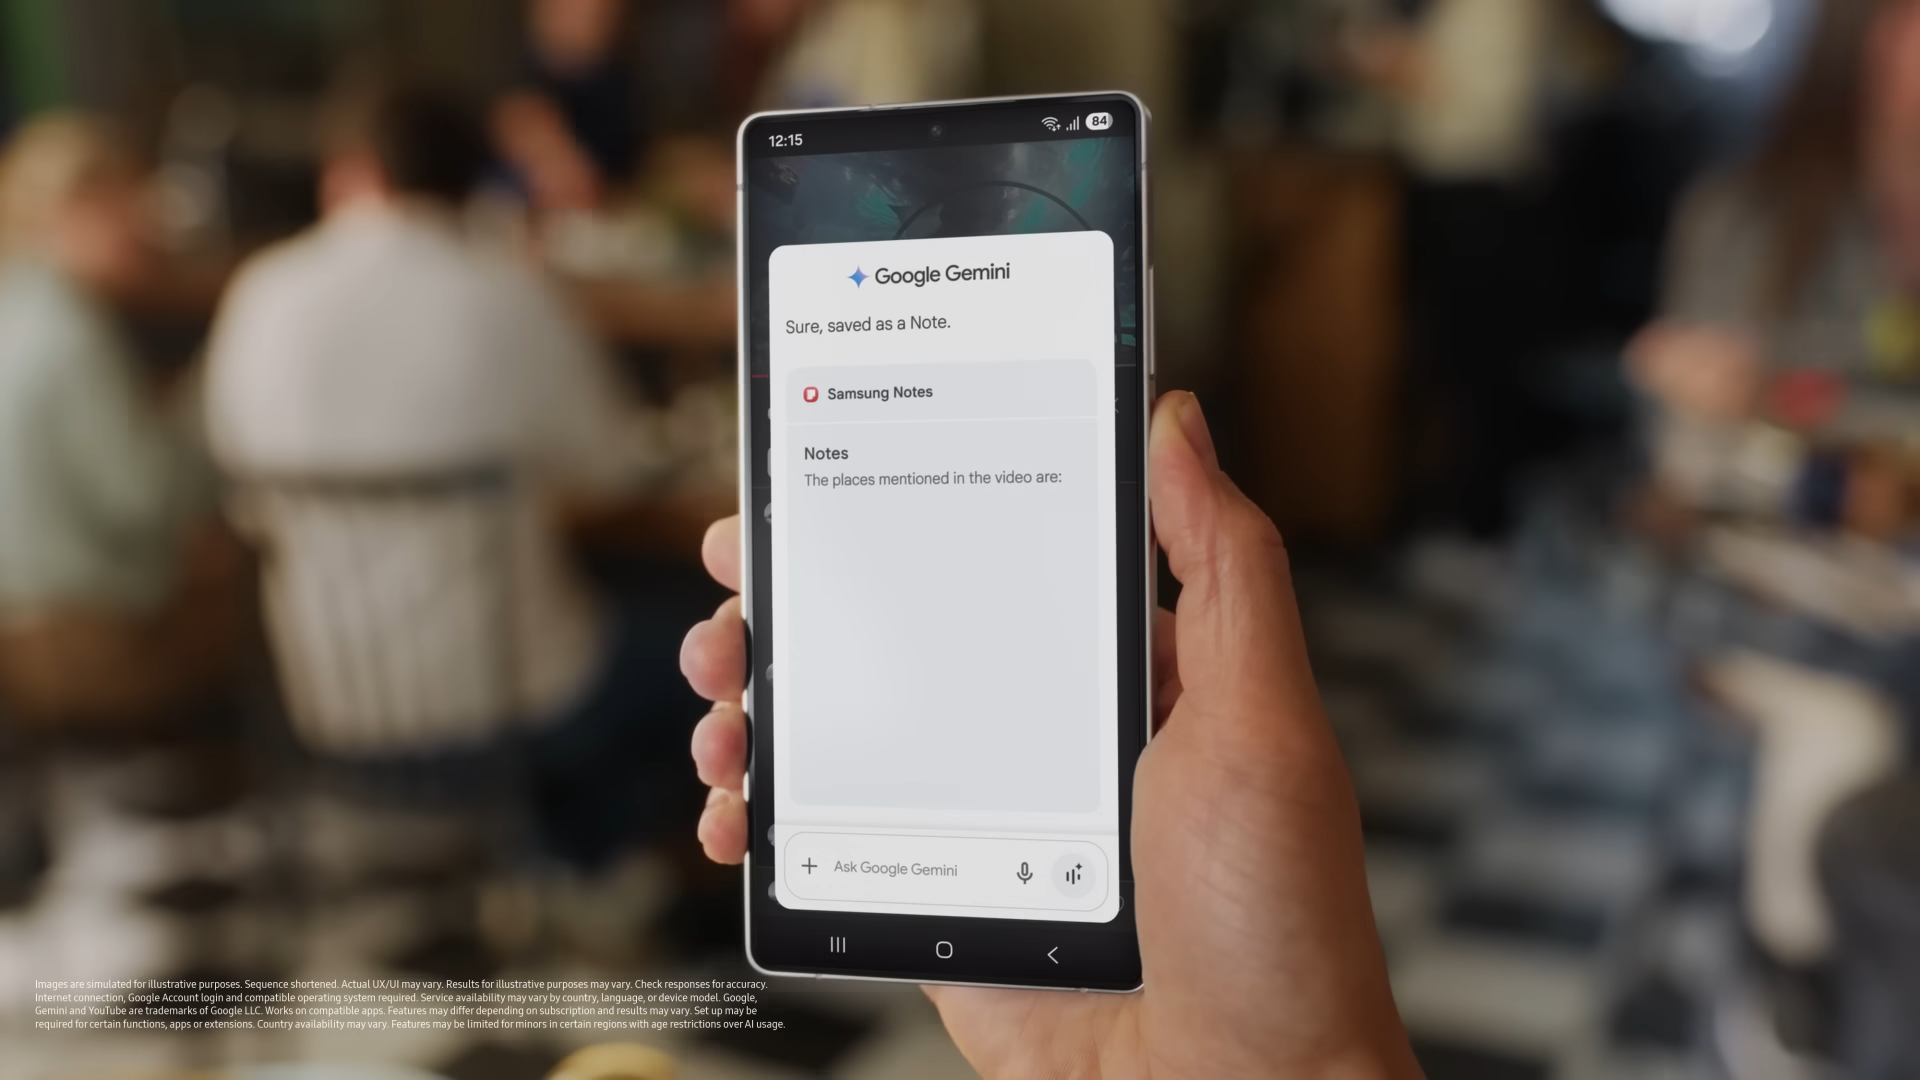 12:15
84
Google Gemini
Sure, saved as a Note.
Samsung Notes
Notes
The places mentioned in the video are:
Ask Google Gemini
Images are simulated for illustrative purposes. Sequence shortened. Actual UX/UI may vary. Results for illustrative purposes may vary. Check responses for accuracy.
Internet connection, Google Account login and compatible operating system required. Service availability may vary by country, language, or device model. Google,
Gemini and YouTube are trademarks of Google LLC. Works on compatible apps. Features may differ depending on subscription and results may vary. Set up may be
required for certain functions, apps or extensions. Country availability may vary. Features may be limited for minors in certain regions with age restrictions over AI usage.